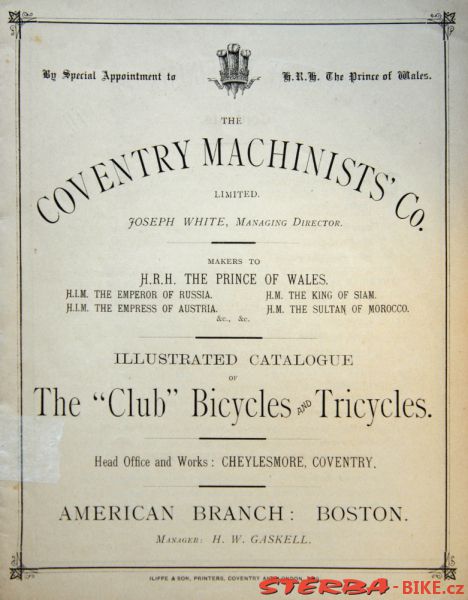 By Special Appointment to H.R.H. The Prince of Wales.
THE
COVENTRY MACHINISTS' CO.
LIMITED.
JOSEPH WHITE, MANAGING DIRECTOR.
MAKERS TO
H.R.H. THE PRINCE OF WALES.
H.I.M. THE EMPEROR OF RUSSIA. H.M. THE KING OF SIAM.
H.I.M. THE EMPRESS OF AUSTRIA. H.M. THE SULTAN OF MOROCCO.
&c., &c.
ILLUSTRATED CATALOGUE
OF
The "Club" Bicycles AND Tricycles.
Head Office and Works: CHEYLESMORE, COVENTRY.
AMERICAN BRANCH: BOSTON.
MANAGER: H. W. GASKELL.
ILIFFE & SON, PRINTERS, COVENTRY AND LONDON.
STERBA-BIKE.cz